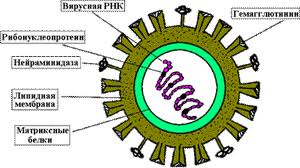 Вирусная РНК
Гемагглютинин
Рибонуклеопротеин
Нейраминидаза
Липидная
мембрана
Матриксные
белки